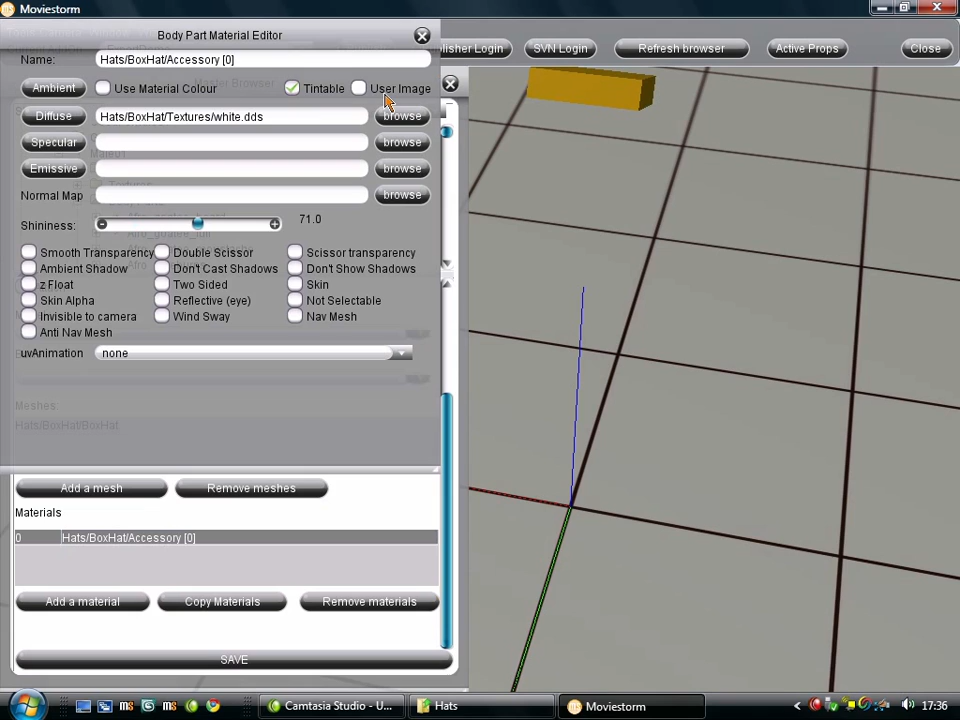 Moviestorm
Body Part Material Editor
Name: Hats/BoxHat/Accessory [0]
blisher Login SVN Login Refresh browser Active Props Close
Ambient Use Material Colour Tintable User Image
Diffuse Hats/BoxHat/Textures/white.dds browse
Specular browse
Emissive browse
Normal Map browse
Shininess: 71.0
Smooth Transparency Double Scissor Scissor transparency
Ambient Shadow Don't Cast Shadows Don't Show Shadows
z Float Two Sided Skin
Skin Alpha Reflective (eye) Not Selectable
Invisible to camera Wind Sway Nav Mesh
Anti Nav Mesh
uvAnimation none
Meshes
Hats/BoxHat/BoxHat
Add a mesh Remove meshes
Materials
0 Hats/BoxHat/Accessory [0]
Add a material Copy Materials Remove materials
SAVE
Camtasia Studio - U... Hats Moviestorm 17:36